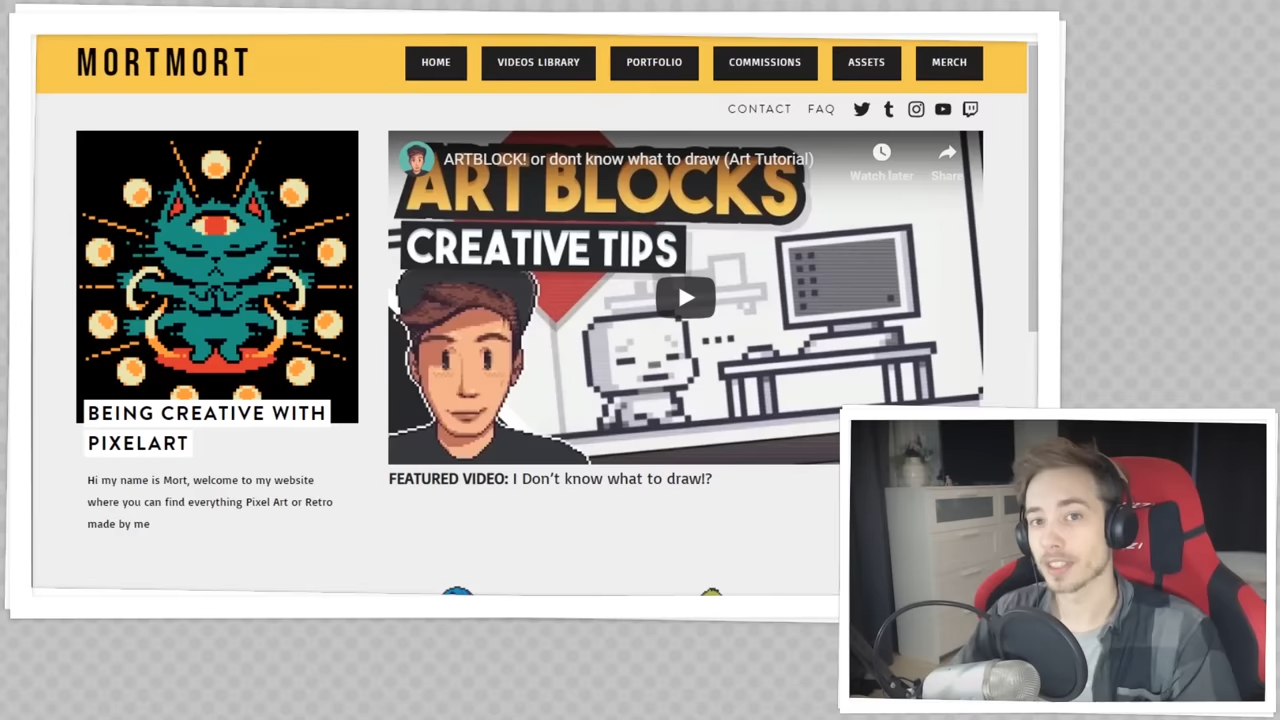 MORTMORT
HOME
VIDEOS LIBRARY
PORTFOLIO
COMMISSIONS
ASSETS
MERCH
CONTACT
FAQ
ARTBLOCK! or dont know what to draw (Art Tutorial)
Watch later
Share
ART BLOCKS
CREATIVE TIPS
BEING CREATIVE WITH
PIXELART
FEATURED VIDEO: I Don’t know what to draw!?
Hi my name is Mort, welcome to my website
where you can find everything Pixel Art or Retro
made by me